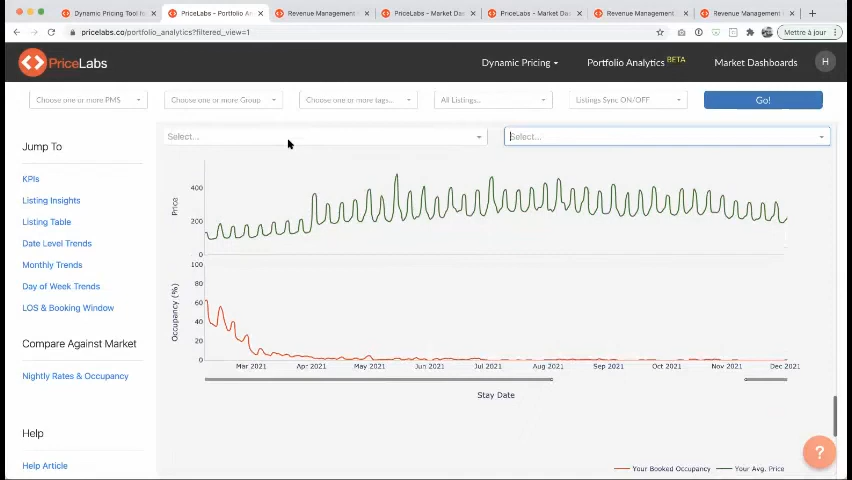 Dynamic Pricing Tool for
PriceLabs - Portfolio An
Revenue Management
PriceLabs - Market Das
PriceLabs - Market Das
Revenue Management
Revenue Management
pricelabs.co/portfolio_analytics?filtered_view=1
Mettre à jour
PriceLabs
Dynamic Pricing
Portfolio Analytics BETA
Market Dashboards
H
Choose one or more PMS
Choose one or more Group
Choose one or more tags...
All Listings...
Listings Sync ON/OFF
Go!
Select...
Select...
Jump To
KPIs
Listing Insights
Listing Table
Date Level Trends
Monthly Trends
Day of Week Trends
LOS & Booking Window
Compare Against Market
Nightly Rates & Occupancy
Help
Help Article
Price
400
200
0
Occupancy (%)
100
80
60
40
20
0
Mar 2021
Apr 2021
May 2021
Jun 2021
Jul 2021
Aug 2021
Sep 2021
Oct 2021
Nov 2021
Dec 2021
Stay Date
Your Booked Occupancy
Your Avg. Price
?